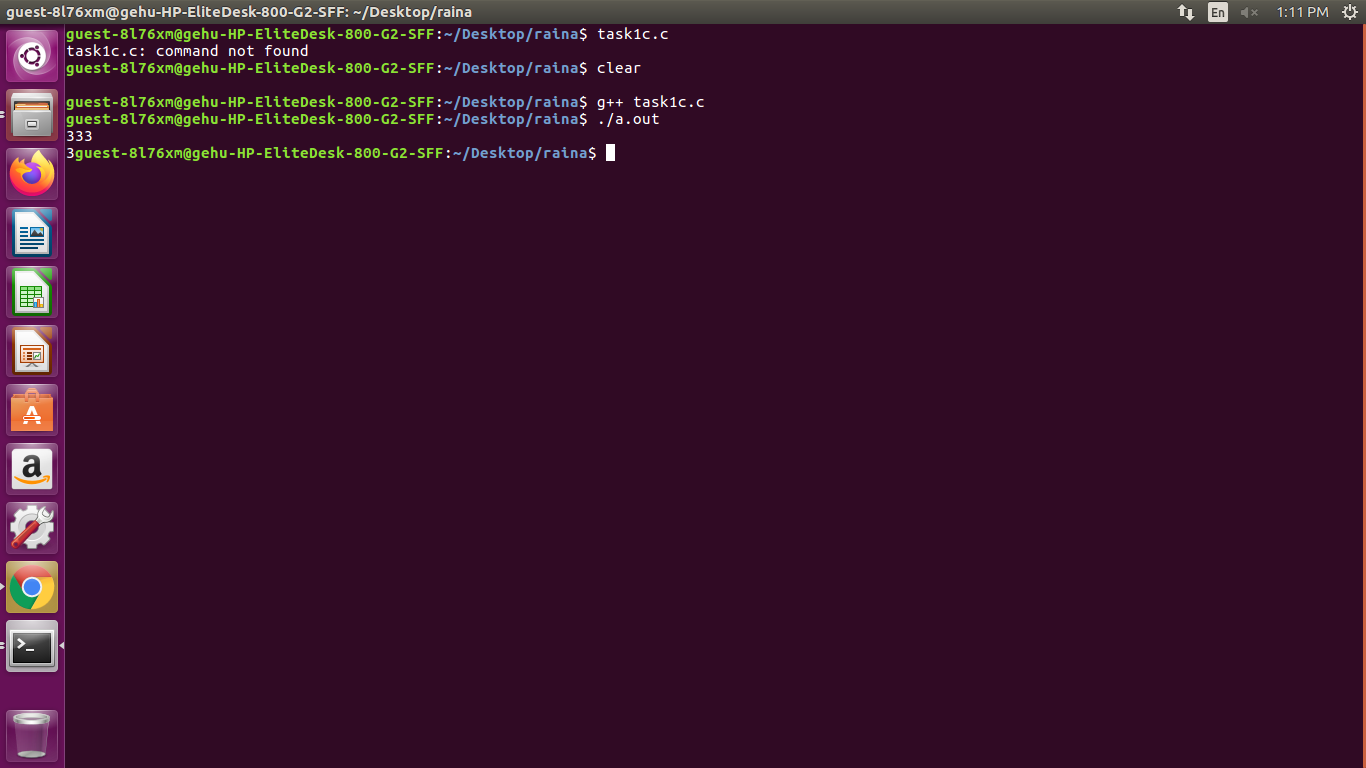 guest-8l76xm@gehu-HP-EliteDesk-800-G2-SFF: ~/Desktop/raina
En
1:11 PM
guest-8l76xm@gehu-HP-EliteDesk-800-G2-SFF:~/Desktop/raina$ task1c.c
task1c.c: command not found
guest-8l76xm@gehu-HP-EliteDesk-800-G2-SFF:~/Desktop/raina$ clear
guest-8l76xm@gehu-HP-EliteDesk-800-G2-SFF:~/Desktop/raina$ g++ task1c.c
guest-8l76xm@gehu-HP-EliteDesk-800-G2-SFF:~/Desktop/raina$ ./a.out
333
3guest-8l76xm@gehu-HP-EliteDesk-800-G2-SFF:~/Desktop/raina$